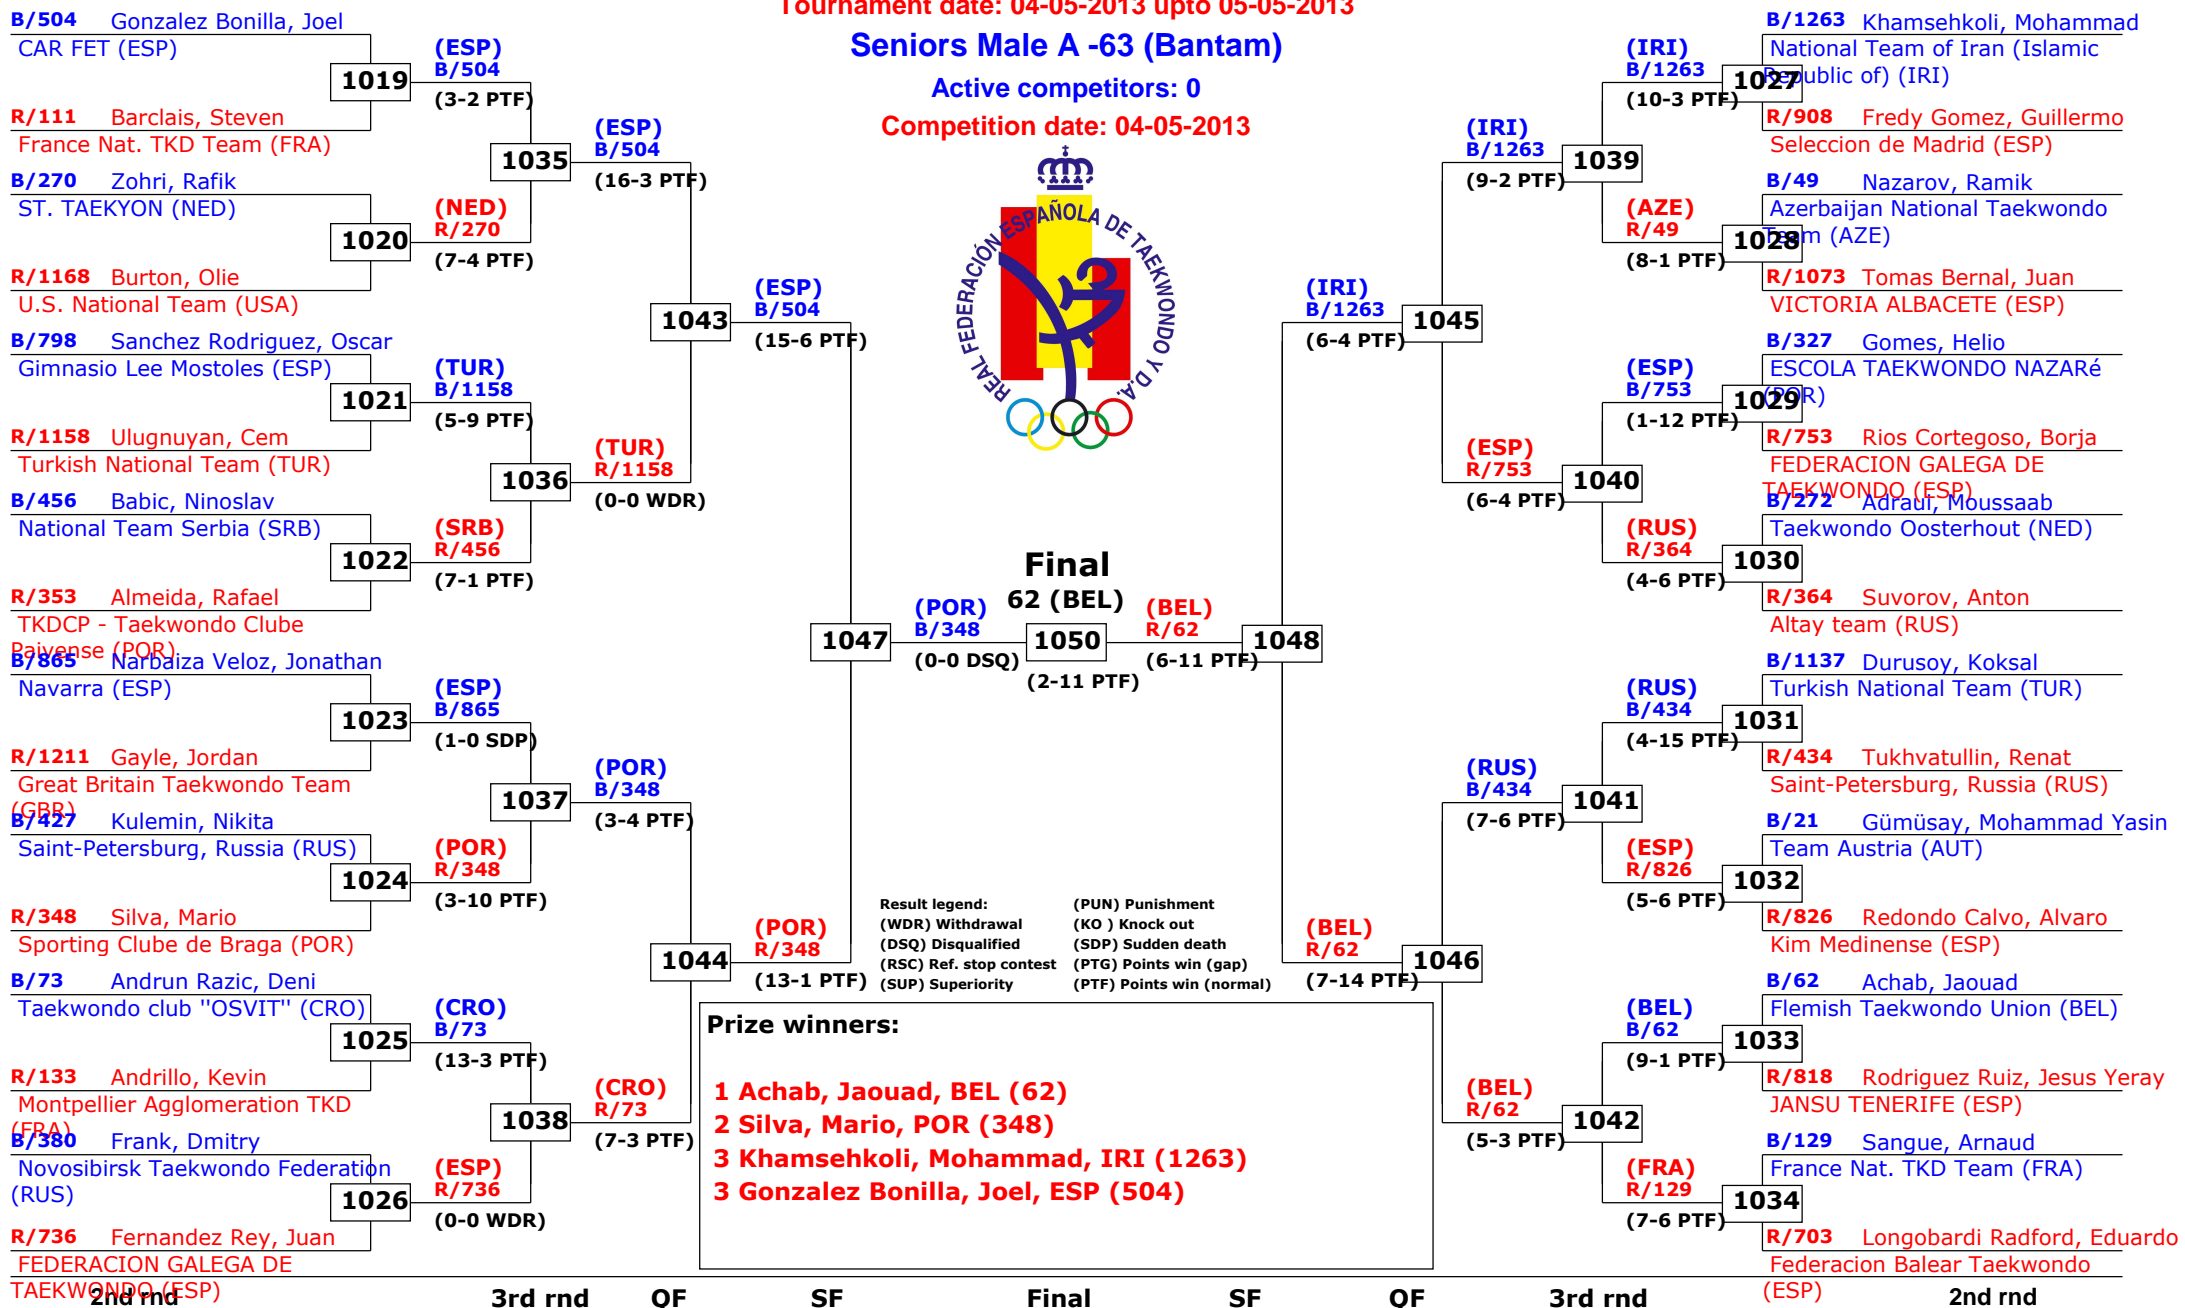 Tournament date: 04-05-2013 upto 05-05-2013
Seniors Male A -63 (Bantam)
Active competitors: 0
Competition date: 04-05-2013
REAL FEDERACIÓN ESPAÑOLA DE TAEKWONDO Y D.A.
B/504 Gonzalez Bonilla, Joel
CAR FET (ESP)
1019
R/111 Barclais, Steven
France Nat. TKD Team (FRA)
B/270 Zohri, Rafik
ST. TAEKYON (NED)
1020
R/1168 Burton, Olie
U.S. National Team (USA)
B/798 Sanchez Rodriguez, Oscar
Gimnasio Lee Mostoles (ESP)
1021
R/1158 Ulugnuyan, Cem
Turkish National Team (TUR)
B/456 Babic, Ninoslav
National Team Serbia (SRB)
1022
R/353 Almeida, Rafael
TKDCP - Taekwondo Clube
Paivense (POR)
B/865 Narbaiza Veloz, Jonathan
Navarra (ESP)
1023
R/1211 Gayle, Jordan
Great Britain Taekwondo Team
(GBR)
B/427 Kulemin, Nikita
Saint-Petersburg, Russia (RUS)
1024
R/348 Silva, Mario
Sporting Clube de Braga (POR)
B/73 Andrun Razic, Deni
Taekwondo club "OSVIT" (CRO)
1025
R/133 Andrillo, Kevin
Montpellier Agglomeration TKD
(FRA)
B/380 Frank, Dmitry
Novosibirsk Taekwondo Federation
(RUS)
1026
R/736 Fernandez Rey, Juan
FEDERACION GALEGA DE
TAEKWONDO (ESP)
(ESP)
B/504
(3-2 PTF)
1035
(NED)
R/270
(7-4 PTF)
(TUR)
B/1158
(5-9 PTF)
1036
(SRB)
R/456
(7-1 PTF)
(ESP)
B/865
(1-0 SDP)
1037
(POR)
R/348
(3-10 PTF)
(CRO)
B/73
(13-3 PTF)
1038
(ESP)
R/736
(0-0 WDR)
(ESP)
B/504
(16-3 PTF)
1043
(TUR)
R/1158
(0-0 WDR)
(POR)
B/348
(3-4 PTF)
1044
(CRO)
R/73
(7-3 PTF)
(ESP)
B/504
(15-6 PTF)
1047
(POR)
R/348
(13-1 PTF)
(POR)
B/348
(0-0 DSQ)
Final
62 (BEL)
1050
(2-11 PTF)
(BEL)
R/62
(6-11 PTF)
1048
(IRI)
B/1263
(6-4 PTF)
1045
(BEL)
R/62
(7-14 PTF)
1046
(IRI)
B/1263
(9-2 PTF)
1039
(ESP)
R/753
(6-4 PTF)
1040
(RUS)
B/434
(7-6 PTF)
1041
(BEL)
R/62
(5-3 PTF)
1042
(IRI)
B/1263
(10-3 PTF)
(AZE)
R/49
(8-1 PTF)
(ESP)
B/753
(1-12 PTF)
(RUS)
R/364
(4-6 PTF)
(RUS)
B/434
(4-15 PTF)
(ESP)
R/826
(5-6 PTF)
(BEL)
B/62
(9-1 PTF)
(FRA)
R/129
(7-6 PTF)
B/1263 Khamsehkoli, Mohammad
National Team of Iran (Islamic
Republic of) (IRI)
1027
R/908 Fredy Gomez, Guillermo
Seleccion de Madrid (ESP)
B/49 Nazarov, Ramik
Azerbaijan National Taekwondo
Team (AZE)
1028
R/1073 Tomas Bernal, Juan
VICTORIA ALBACETE (ESP)
B/327 Gomes, Helio
ESCOLA TAEKWONDO NAZARé
(POR)
1029
R/753 Rios Cortegoso, Borja
FEDERACION GALEGA DE
TAEKWONDO (ESP)
B/272 Adraui, Moussaab
Taekwondo Oosterhout (NED)
1030
R/364 Suvorov, Anton
Altay team (RUS)
B/1137 Durusoy, Koksal
Turkish National Team (TUR)
1031
R/434 Tukhvatullin, Renat
Saint-Petersburg, Russia (RUS)
B/21 Gümüsay, Mohammad Yasin
Team Austria (AUT)
1032
R/826 Redondo Calvo, Alvaro
Kim Medinense (ESP)
B/62 Achab, Jaouad
Flemish Taekwondo Union (BEL)
1033
R/818 Rodriguez Ruiz, Jesus Yeray
JANSU TENERIFE (ESP)
B/129 Sangue, Arnaud
France Nat. TKD Team (FRA)
1034
R/703 Longobardi Radford, Eduardo
Federacion Balear Taekwondo
(ESP)
Result legend:
(WDR) Withdrawal
(DSQ) Disqualified
(RSC) Ref. stop contest
(SUP) Superiority
(PUN) Punishment
(KO ) Knock out
(SDP) Sudden death
(PTG) Points win (gap)
(PTF) Points win (normal)
Prize winners:
1 Achab, Jaouad, BEL (62)
2 Silva, Mario, POR (348)
3 Khamsehkoli, Mohammad, IRI (1263)
3 Gonzalez Bonilla, Joel, ESP (504)
2nd rnd 3rd rnd QF SF Final SF QF 3rd rnd 2nd rnd